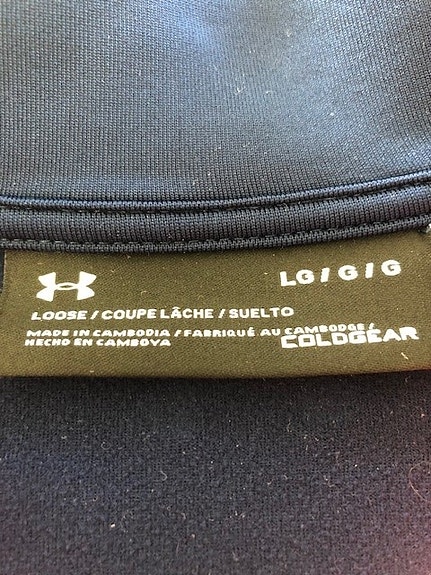 LG / G / G
LOOSE / COUPE LÂCHE / SUELTO
MADE IN CAMBODIA / FABRIQUÉ AU CAMBODGE /
HECHO EN CAMBOYA
COLDGEAR